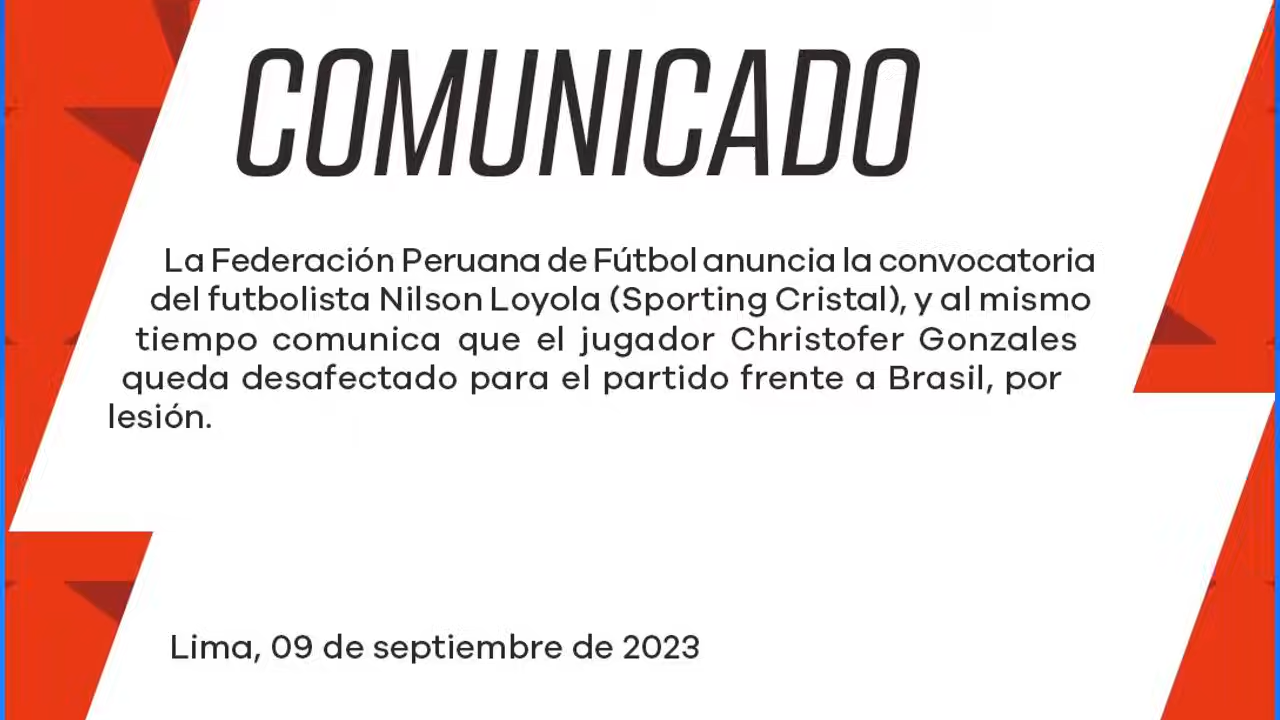 COMUNICADO
La Federación Peruana de Fútbol anuncia la convocatoria
del futbolista Nilson Loyola (Sporting Cristal), y al mismo
tiempo comunica que el jugador Christofer Gonzales
queda desafectado para el partido frente a Brasil, por
lesión.
Lima, 09 de septiembre de 2023